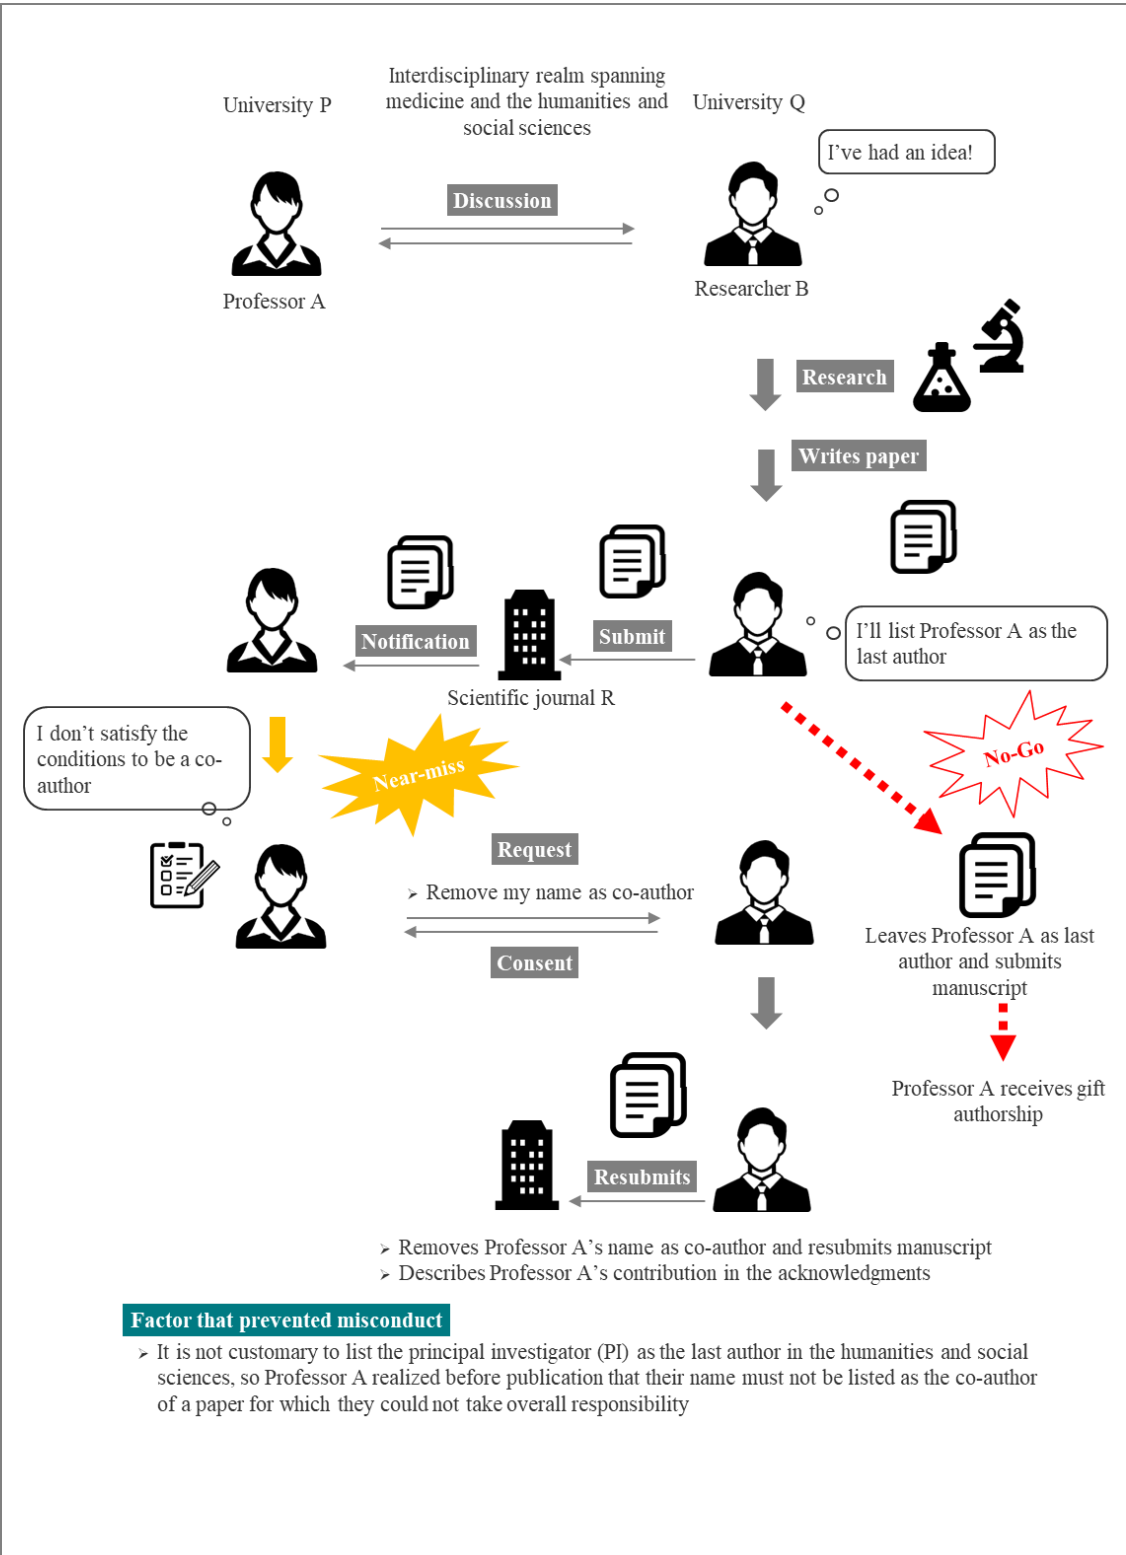 University P
Interdisciplinary realm spanning
medicine and the humanities and
social sciences
University Q
I've had an idea!
Discussion
Professor A
Researcher B
Research
Writes paper
Notification
Submit
I'll list Professor A as the
last author
Scientific journal R
I don't satisfy the
conditions to be a co-
author
Near-miss
No-Go
Request
➢ Remove my name as co-author
Consent
Leaves Professor A as last
author and submits
manuscript
Professor A receives gift
authorship
Resubmits
➢ Removes Professor A's name as co-author and resubmits manuscript
➢ Describes Professor A's contribution in the acknowledgments
Factor that prevented misconduct
➢ It is not customary to list the principal investigator (PI) as the last author in the humanities and social
sciences, so Professor A realized before publication that their name must not be listed as the co-author
of a paper for which they could not take overall responsibility